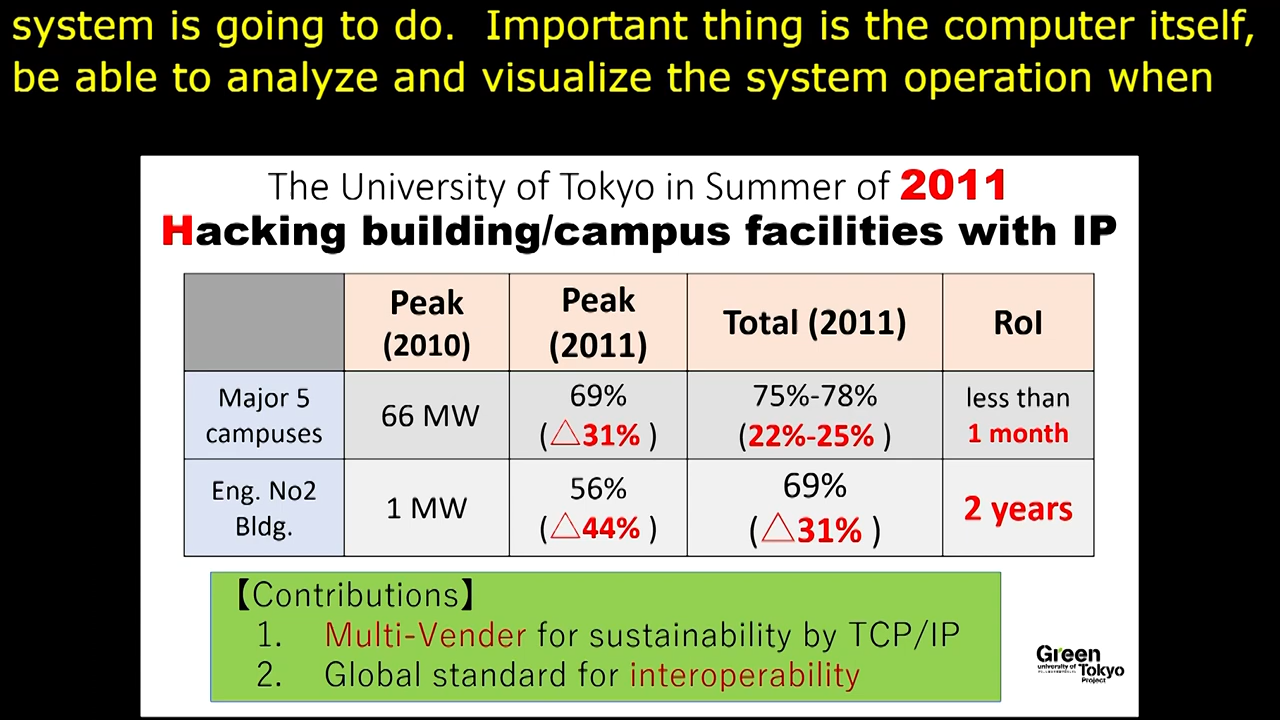 system is going to do.  Important thing is the computer itself,
be able to analyze and visualize the system operation when
The University of Tokyo in Summer of 2011
Hacking building/campus facilities with IP
Peak (2010)
Peak (2011)
Total (2011)
RoI
Major 5 campuses
66 MW
69%
(△31% )
75%-78%
(22%-25% )
less than
1 month
Eng. No2 Bldg.
1 MW
56%
(△44% )
69%
(△31% )
2 years
【Contributions】
1. Multi-Vender for sustainability by TCP/IP
2. Global standard for interoperability
Green
university of
Tokyo
Project